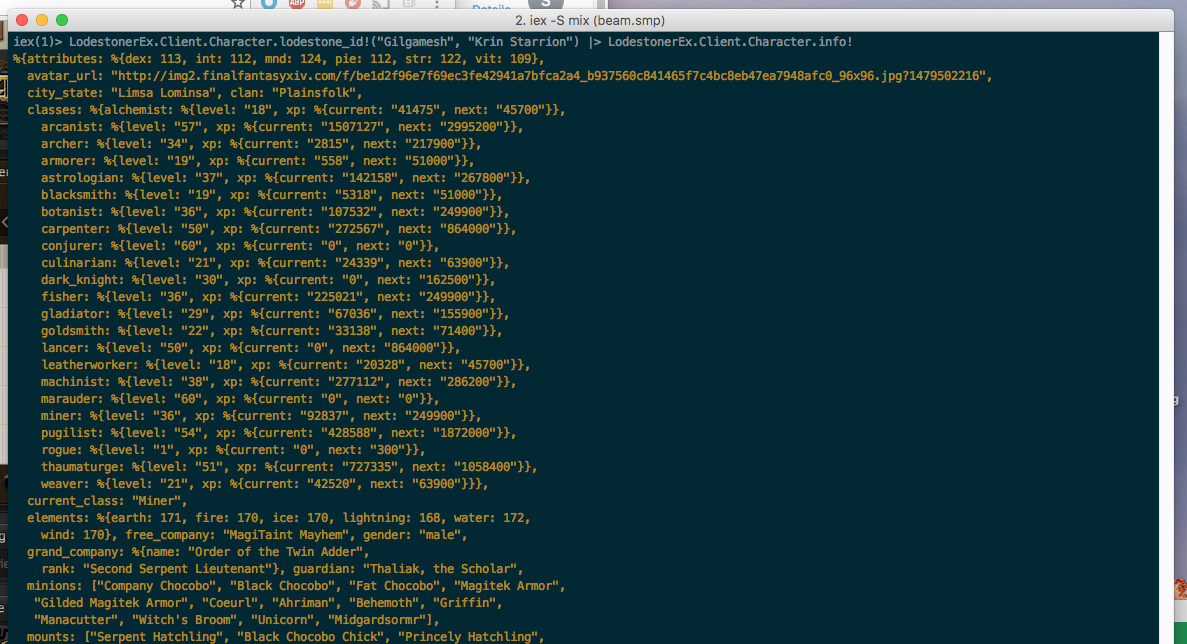 Details
ABP
S
2. iex -S mix (beam.smp)
iex(1)> LodestonerEx.Client.Character.lodestone_id!("Gilgamesh", "Krin Starrion") |> LodestonerEx.Client.Character.info!
%{attributes: %{dex: 113, int: 112, mnd: 124, pie: 112, str: 122, vit: 109},
avatar_url: "http://img2.finalfantasyxiv.com/f/be1d2f96e7f69ec3fe42941a7bfca2a4_b937560c841465f7c4bc8eb47ea7948afc0_96x96.jpg?1479502216",
city_state: "Limsa Lominsa", clan: "Plainsfolk",
classes: %{alchemist: %{level: "18", xp: %{current: "41475", next: "45700"}},
arcanist: %{level: "57", xp: %{current: "1507127", next: "2995200"}},
archer: %{level: "34", xp: %{current: "2815", next: "217900"}},
armorer: %{level: "19", xp: %{current: "558", next: "51000"}},
astrologian: %{level: "37", xp: %{current: "142158", next: "267800"}},
blacksmith: %{level: "19", xp: %{current: "5318", next: "51000"}},
botanist: %{level: "36", xp: %{current: "107532", next: "249900"}},
carpenter: %{level: "50", xp: %{current: "272567", next: "864000"}},
conjurer: %{level: "60", xp: %{current: "0", next: "0"}},
culinarian: %{level: "21", xp: %{current: "24339", next: "63900"}},
dark_knight: %{level: "30", xp: %{current: "0", next: "162500"}},
fisher: %{level: "36", xp: %{current: "225021", next: "249900"}},
gladiator: %{level: "29", xp: %{current: "67036", next: "155900"}},
goldsmith: %{level: "22", xp: %{current: "33138", next: "71400"}},
lancer: %{level: "50", xp: %{current: "0", next: "864000"}},
leatherworker: %{level: "18", xp: %{current: "20328", next: "45700"}},
machinist: %{level: "38", xp: %{current: "277112", next: "286200"}},
marauder: %{level: "60", xp: %{current: "0", next: "0"}},
miner: %{level: "36", xp: %{current: "92837", next: "249900"}},
pugilist: %{level: "54", xp: %{current: "428588", next: "1872000"}},
rogue: %{level: "1", xp: %{current: "0", next: "300"}},
thaumaturge: %{level: "51", xp: %{current: "727335", next: "1058400"}},
weaver: %{level: "21", xp: %{current: "42520", next: "63900"}}},
current_class: "Miner",
elements: %{earth: 171, fire: 170, ice: 170, lightning: 168, water: 172,
wind: 170}, free_company: "MagiTaint Mayhem", gender: "male",
grand_company: %{name: "Order of the Twin Adder",
rank: "Second Serpent Lieutenant"}, guardian: "Thaliak, the Scholar",
minions: ["Company Chocobo", "Black Chocobo", "Fat Chocobo", "Magitek Armor",
"Gilded Magitek Armor", "Coeurl", "Ahriman", "Behemoth", "Griffin",
"Manacutter", "Witch's Broom", "Unicorn", "Midgardsormr"],
mounts: ["Serpent Hatchling", "Black Chocobo Chick", "Princely Hatchling",